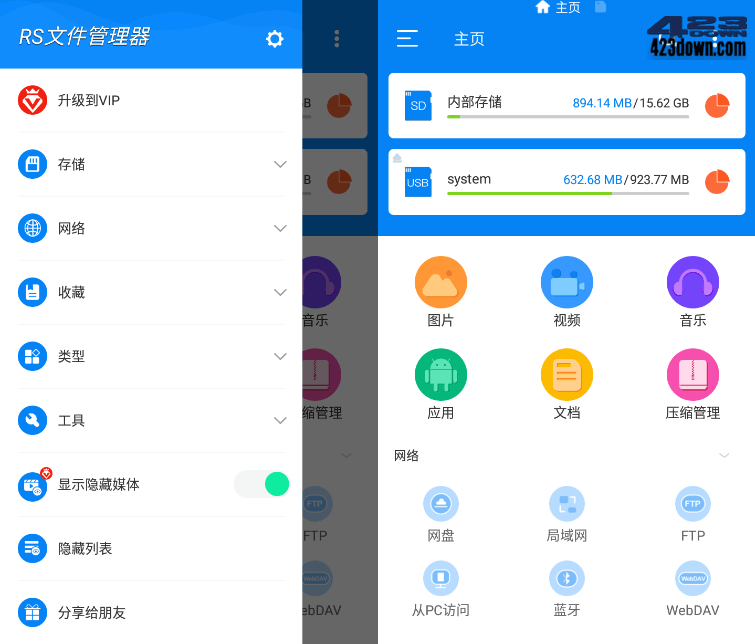 RS文件管理器
升级到VIP
存储
网络
收藏
类型
工具
显示隐藏媒体
隐藏列表
分享给朋友
B
B
音乐
缩管理
FTP
FTP
WebDAV
ebDAV
主页
主页
423DOWN
423down.com
SD
内部存储
894.14 MB/15.62 GB
USB
system
632.68 MB/923.77 MB
图片
视频
音乐
应用
文档
压缩管理
网络
FTP
网盘
局域网
FTP
WebDAV
从PC访问
蓝牙
WebDAV